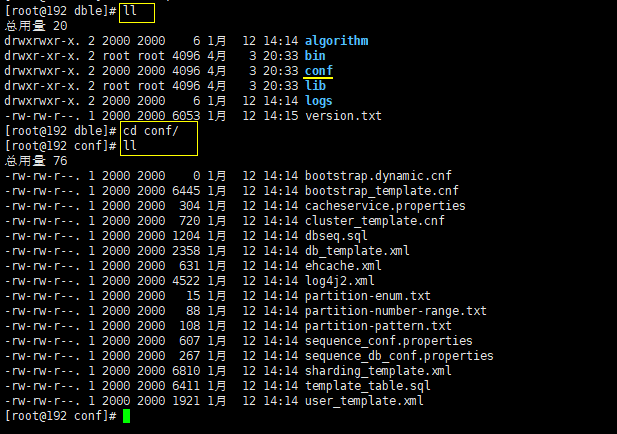 [root@192 dble]# ll
总用量 20
drwxrwxr-x. 2 2000 2000    6 1月  12 14:14 algorithm
drwxr-xr-x. 2 root root 4096 4月   3 20:33 bin
drwxrwxr-x. 2 2000 2000 4096 4月   3 20:33 conf
drwxr-xr-x. 2 root root 4096 4月   3 20:33 lib
drwxrwxr-x. 2 2000 2000    6 1月  12 14:14 logs
-rw-rw-r--. 1 2000 2000 6053 1月  12 14:15 version.txt
[root@192 dble]# cd conf/
[root@192 conf]# ll
总用量 76
-rw-rw-r--. 1 2000 2000    0 1月  12 14:14 bootstrap.dynamic.cnf
-rw-rw-r--. 1 2000 2000 6445 1月  12 14:14 bootstrap_template.cnf
-rw-rw-r--. 1 2000 2000  304 1月  12 14:14 cacheservice.properties
-rw-rw-r--. 1 2000 2000  720 1月  12 14:14 cluster_template.cnf
-rw-rw-r--. 1 2000 2000 1204 1月  12 14:14 dbseq.sql
-rw-rw-r--. 1 2000 2000 2358 1月  12 14:14 db_template.xml
-rw-rw-r--. 1 2000 2000  631 1月  12 14:14 ehcache.xml
-rw-rw-r--. 1 2000 2000 4522 1月  12 14:14 log4j2.xml
-rw-rw-r--. 1 2000 2000   15 1月  12 14:14 partition-enum.txt
-rw-rw-r--. 1 2000 2000   88 1月  12 14:14 partition-number-range.txt
-rw-rw-r--. 1 2000 2000  108 1月  12 14:14 partition-pattern.txt
-rw-rw-r--. 1 2000 2000  607 1月  12 14:14 sequence_conf.properties
-rw-rw-r--. 1 2000 2000  267 1月  12 14:14 sequence_db_conf.properties
-rw-rw-r--. 1 2000 2000 6810 1月  12 14:14 sharding_template.xml
-rw-rw-r--. 1 2000 2000 6411 1月  12 14:14 template_table.sql
-rw-rw-r--. 1 2000 2000 1921 1月  12 14:14 user_template.xml
[root@192 conf]#